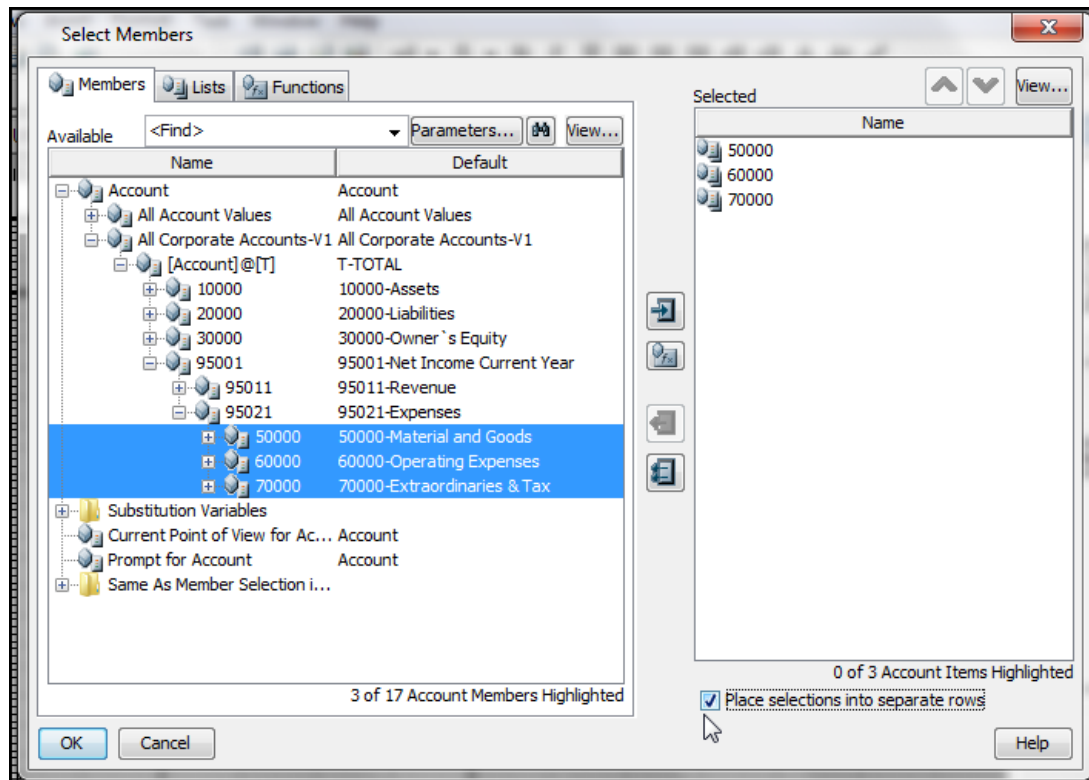 Select Members
Members Lists Functions
Available <Find> Parameters... View...
Name Default
Account Account
All Account Values All Account Values
All Corporate Accounts-V1 All Corporate Accounts-V1
[Account]@[T] T-TOTAL
10000 10000-Assets
20000 20000-Liabilities
30000 30000-Owner`s Equity
95001 95001-Net Income Current Year
95011 95011-Revenue
95021 95021-Expenses
50000 50000-Material and Goods
60000 60000-Operating Expenses
70000 70000-Extraordinaries & Tax
Substitution Variables
Current Point of View for Ac... Account
Prompt for Account Account
Same As Member Selection i...
3 of 17 Account Members Highlighted
Selected View...
Name
50000
60000
70000
0 of 3 Account Items Highlighted
Place selections into separate rows
OK Cancel Help